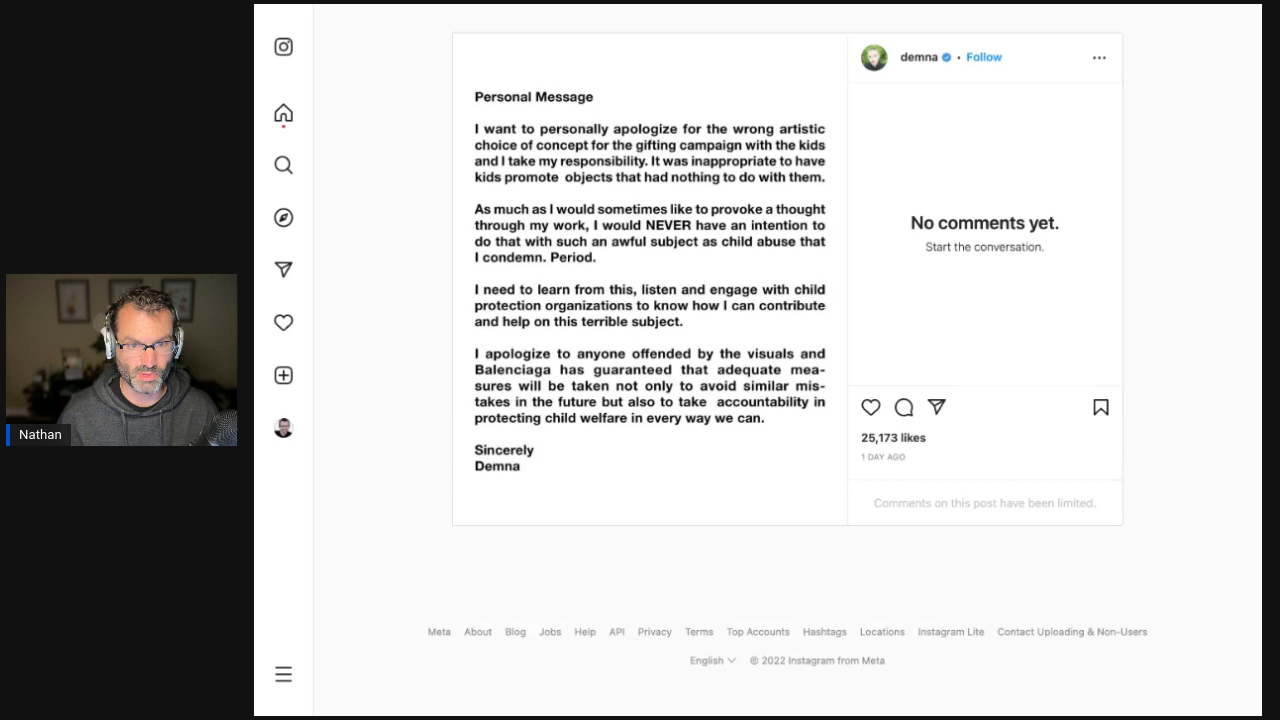 Personal Message
I want to personally apologize for the wrong artistic
choice of concept for the gifting campaign with the kids
and I take my responsibility. It was inappropriate to have
kids promote objects that had nothing to do with them.
As much as I would sometimes like to provoke a thought
through my work, I would NEVER have an intention to
do that with such an awful subject as child abuse that
I condemn. Period.
I need to learn from this, listen and engage with child
protection organizations to know how I can contribute
and help on this terrible subject.
I apologize to anyone offended by the visuals and
Balenciaga has guaranteed that adequate mea-
sures will be taken not only to avoid similar mis-
takes in the future but also to take accountability in
protecting child welfare in every way we can.
Sincerely
Demna
demna • Follow
No comments yet.
Start the conversation.
25,173 likes
1 DAY AGO
Comments on this post have been limited.
Nathan
Meta About Blog Jobs Help API Privacy Terms Top Accounts Hashtags Locations Instagram Lite Contact Uploading & Non-Users
English © 2022 Instagram from Meta